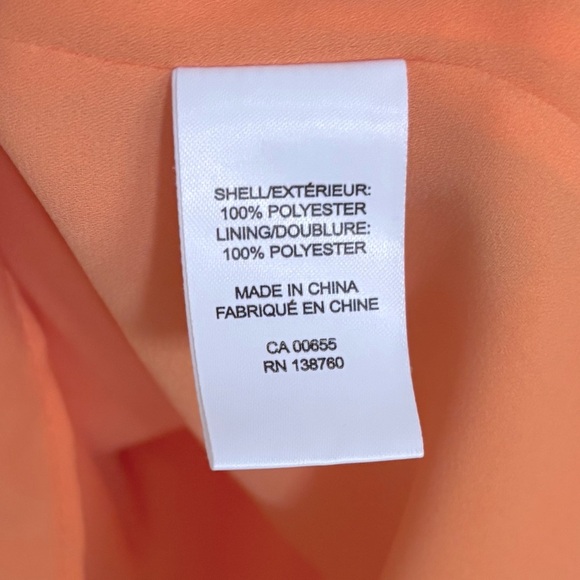 SHELL/EXTÉRIEUR:
100% POLYESTER
LINING/DOUBLURE:
100% POLYESTER
MADE IN CHINA
FABRIQUÉ EN CHINE
CA 00655
RN 138760